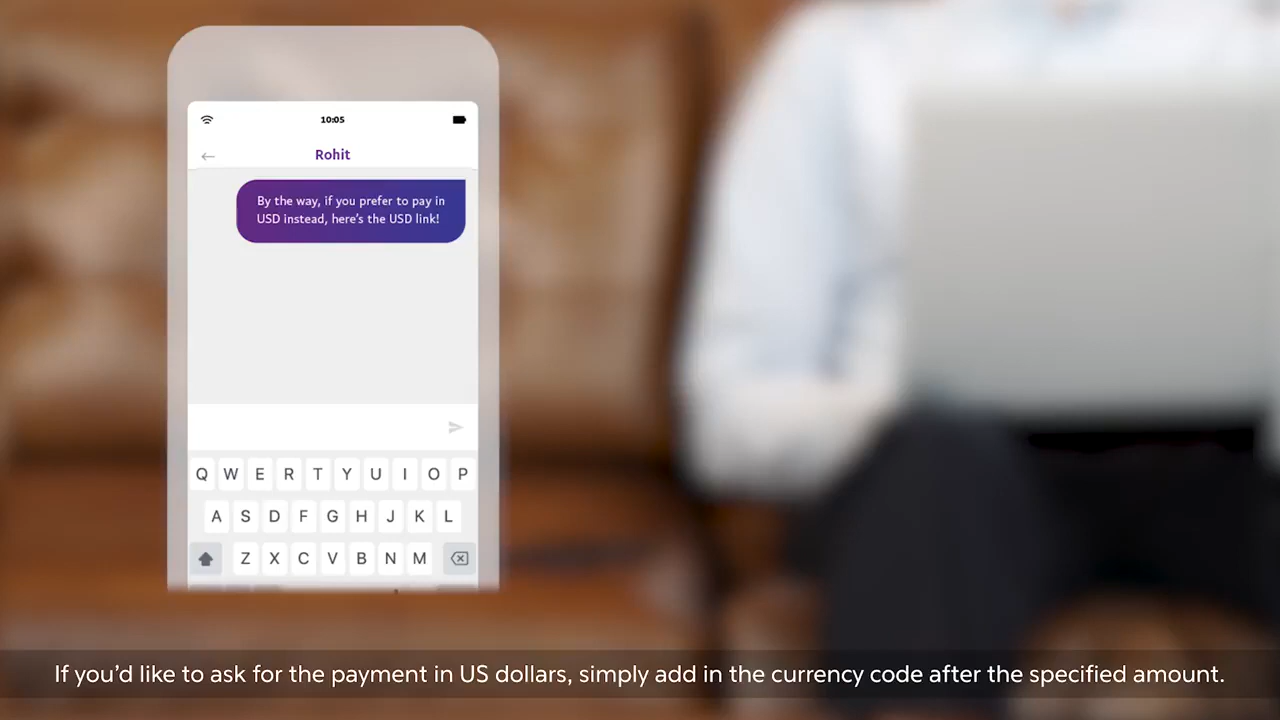 10:05
Rohit
By the way, if you prefer to pay in
USD instead, here's the USD link!
Q W E R T Y U I O P
A S D F G H J K L
Z X C V B N M
If you'd like to ask for the payment in US dollars, simply add in the currency code after the specified amount.